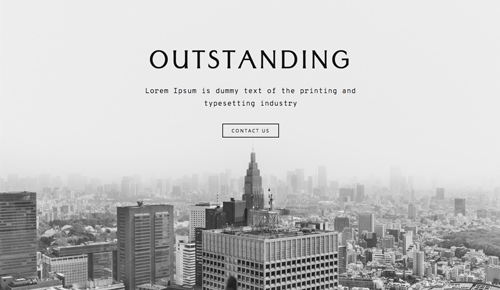 OUTSTANDING
Lorem Ipsum is dummy text of the printing and
typesetting industry
CONTACT US